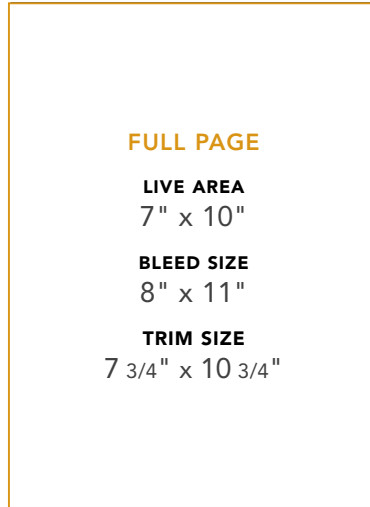 FULL PAGE
LIVE AREA
7" x 10"
BLEED SIZE
8" x 11"
TRIM SIZE
7 3/4" x 10 3/4"